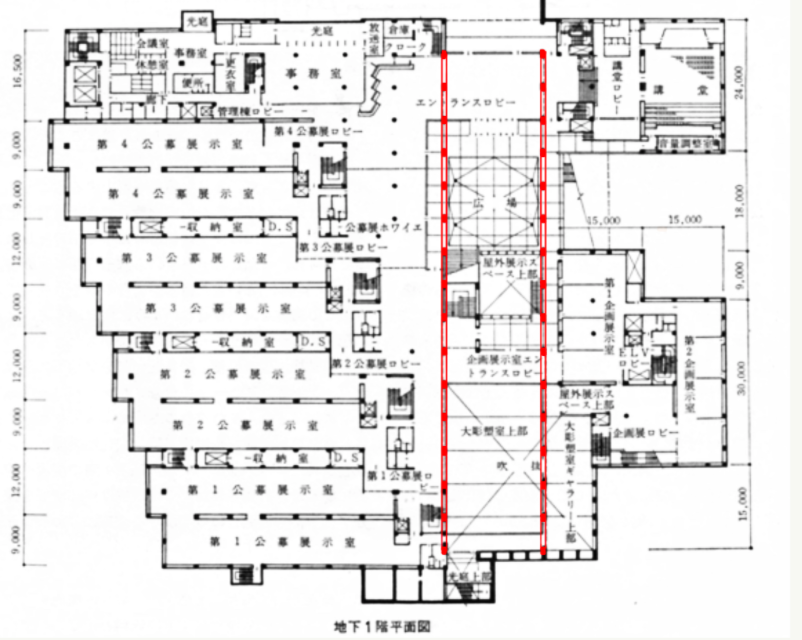 光庭
光庭
放送室
倉庫
クローク
会議室
休憩室
事務室
更衣室
便所
事務室
廊下
管理棟ロビー
エントランスロビー
講堂ロビー
講堂
音量調整室
16,500
24,000
第4公募展ロビー
第4公募展示室
第4公募展示室
9,000
9,000
広場
18,000
15,000
15,000
収納室
D.S
公募展ホワイエ
第3公募展ロビー
12,000
第3公募展示室
第3公募展示室
9,000
屋外展示スペース上部
第1企画展示室
9,000
収納室
D.S
第2公募展ロビー
12,000
企画展示室エントランスロビー
ELVロビー
第2企画展示室
30,000
第2公募展示室
第2公募展示室
9,000
屋外展示スペース上部
大彫塑室上部
企画展ロビー
吹抜
大彫塑室ギャラリー上部
収納室
D.S
第1公募展ロビー
12,000
第1公募展示室
第1公募展示室
9,000
15,000
光庭上部
地下1階平面図